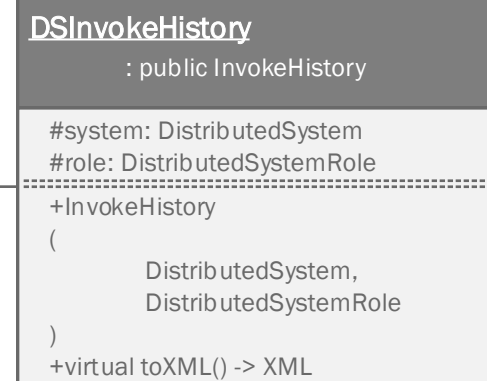 DSInvokeHistory
: public InvokeHistory
#system: DistributedSystem
#role: DistributedSystemRole
+InvokeHistory
(
DistributedSystem,
DistributedSystemRole
)
+virtual toXML() -> XML